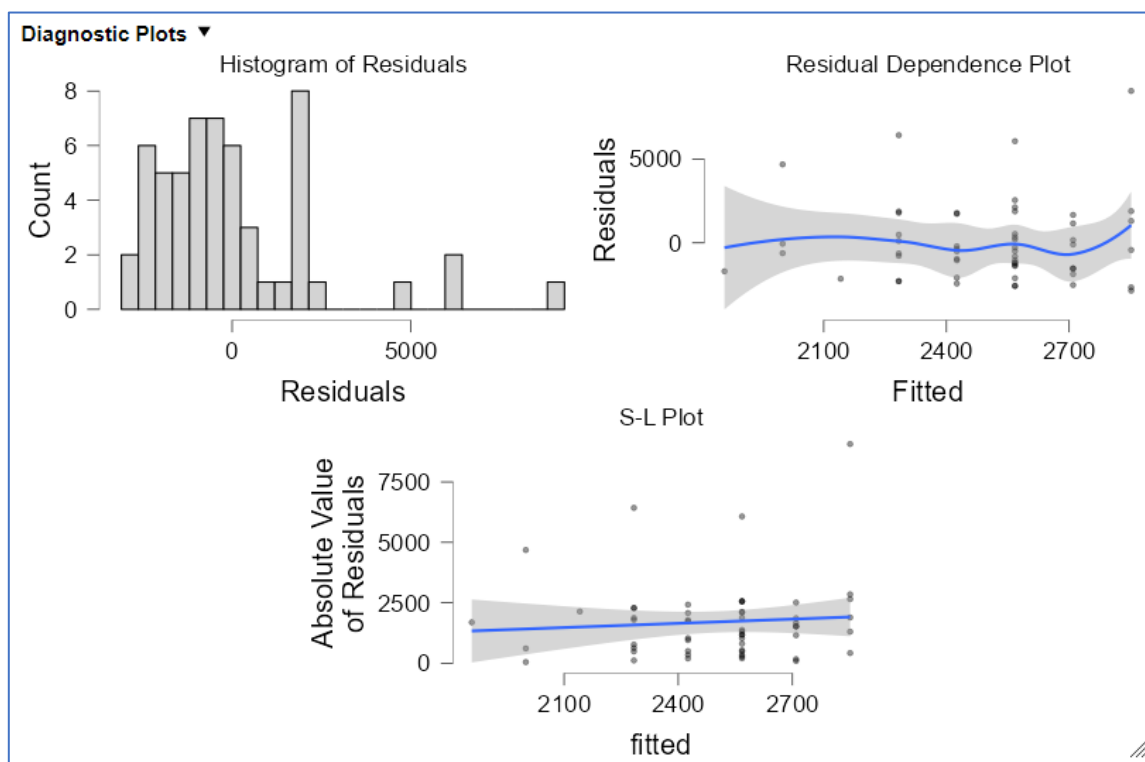 Diagnostic Plots ▼
Histogram of Residuals
8
6
4
2
0
Count
0
5000
Residuals
Residual Dependence Plot
5000
0
Residuals
2100
2400
2700
Fitted
S-L Plot
7500
5000
2500
0
Absolute Value
of Residuals
2100
2400
2700
fitted